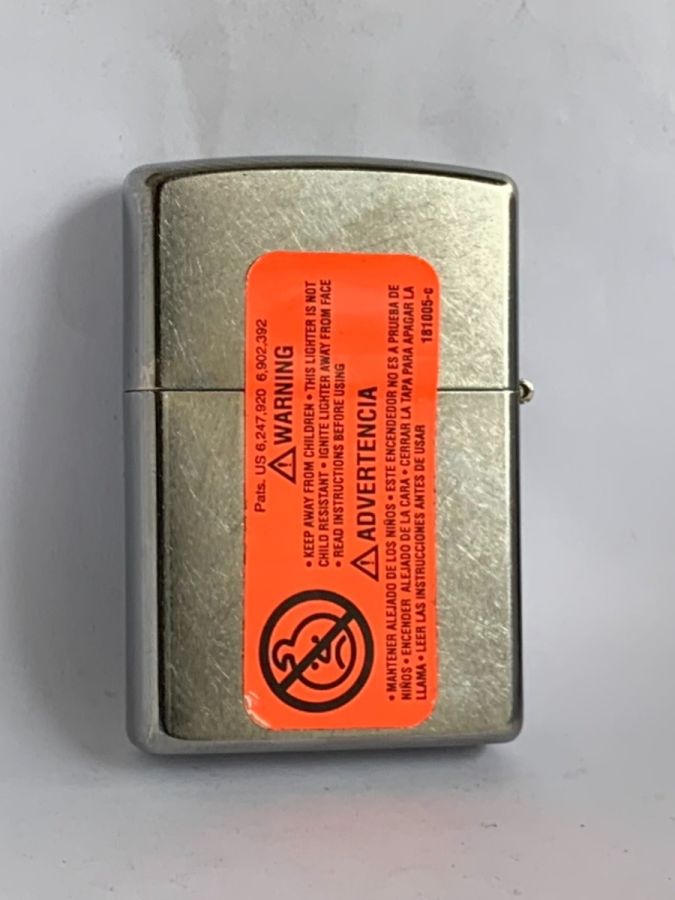 Pats. US 6,247,920 6,902,392
⚠WARNING
• KEEP AWAY FROM CHILDREN • THIS LIGHTER IS NOT
CHILD RESISTANT • IGNITE LIGHTER AWAY FROM FACE
• READ INSTRUCTIONS BEFORE USING
⚠ADVERTENCIA
• MANTENER ALEJADO DE LOS NIÑOS • ESTE ENCENDEDOR NO ES A PRUEBA DE
NIÑOS • ENCENDER ALEJADO DE LA CARA • CERRAR LA TAPA PARA APAGAR LA
LLAMA • LEER LAS INSTRUCCIONES ANTES DE USAR
181005-c